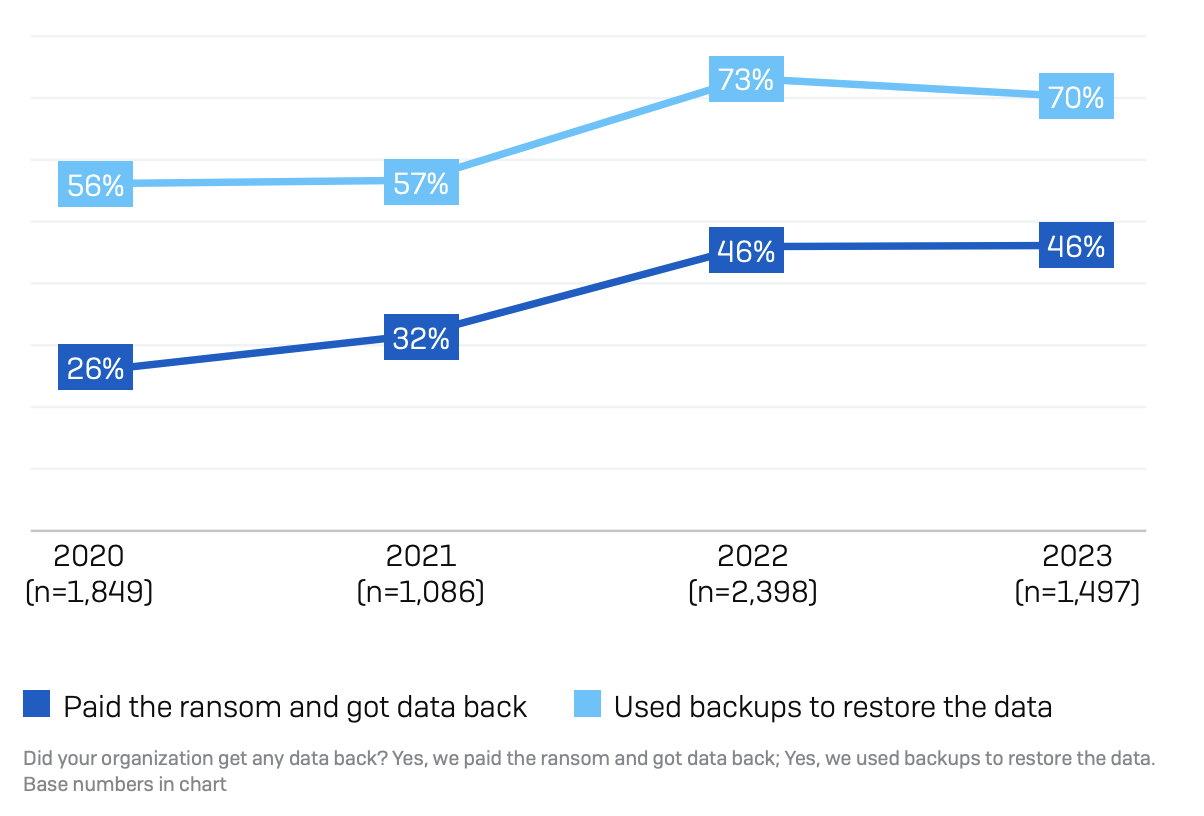 73%
70%
56%
57%
46%
46%
32%
26%
2020 2021 2022 2023
(n=1,849) (n=1,086) (n=2,398) (n=1,497)
Paid the ransom and got data back Used backups to restore the data
Did your organization get any data back? Yes, we paid the ransom and got data back; Yes, we used backups to restore the data.
Base numbers in chart